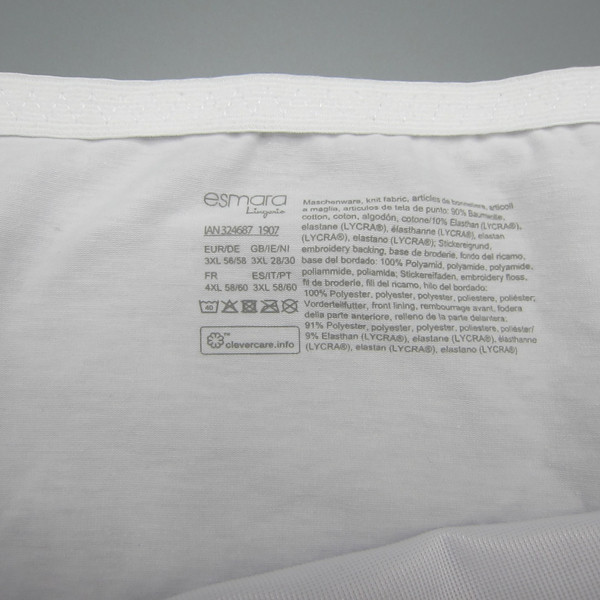 esmara
Lingerie
IAN 324687 1907
EUR/DE GB/IE/NI
3XL 56/58 3XL 28/30
FR ES/IT/PT
4XL 58/60 3XL 58/60
40
™
clevercare.info
Maschenware, knit fabric, articles de bonneterie, articoli
a maglia, artículos de tela de punto: 90% Baumwolle,
cotton, coton, algodón, cotone/10% Elasthan (LYCRA®),
elastane (LYCRA®), élasthanne (LYCRA®), elastan
(LYCRA®), elastano (LYCRA®); Stickereigrund,
embroidery backing, base de broderie, fondo del ricamo,
base del bordado: 100% Polyamid, polyamide, polyamide,
poliammide, poliamida; Stickereifaden, embroidery floss,
fil de broderie, fili del ricamo, hilo del bordado:
100% Polyester, polyester, polyester, poliestere, poliéster;
Vorderteilfutter, front lining, rembourrage avant, fodera
della parte anteriore, relleno de la parte delantera:
91% Polyester, polyester, polyester, poliestere, poliéster/
9% Elasthan (LYCRA®), elastane (LYCRA®), élasthanne
(LYCRA®), elastan (LYCRA®), elastano (LYCRA®)